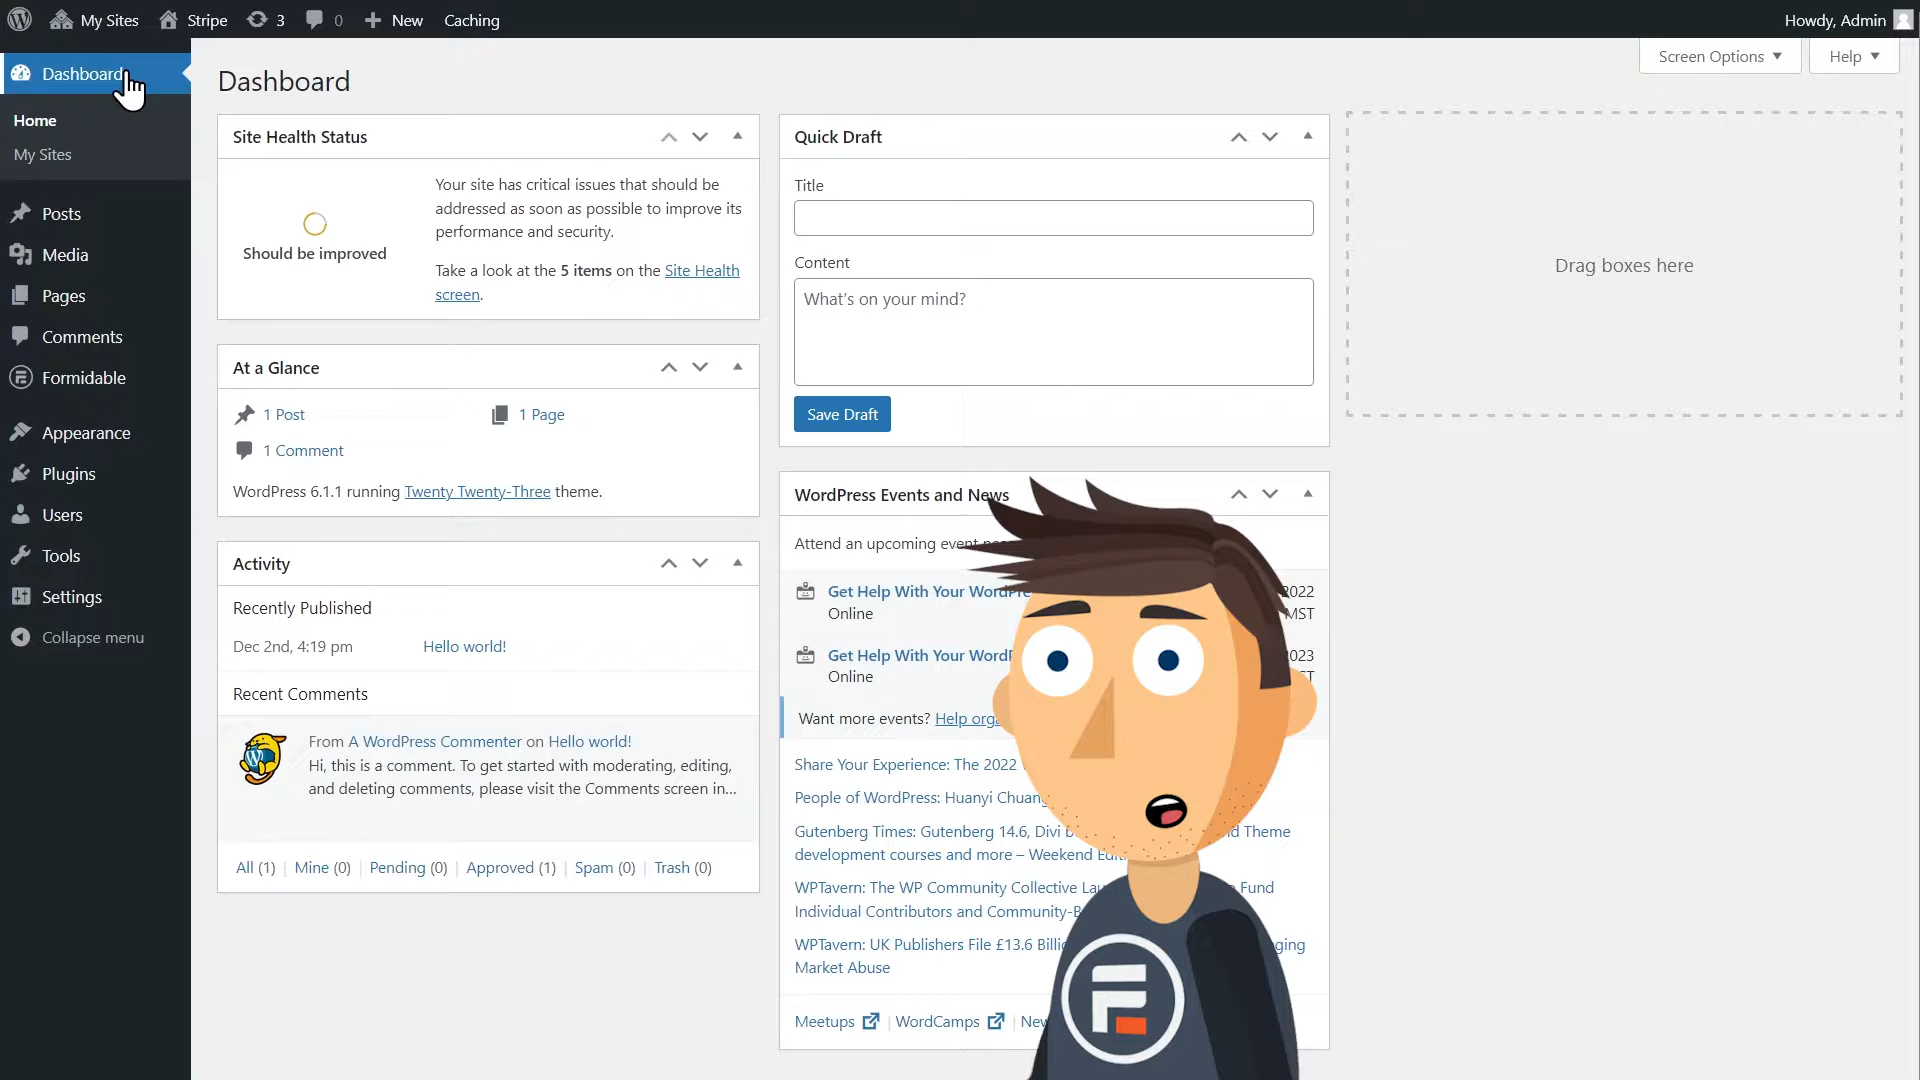 My Sites
Stripe
3
0
New
Caching
Howdy, Admin
Dashboard
Home
My Sites
Posts
Media
Pages
Comments
Formidable
Appearance
Plugins
Users
Tools
Settings
Collapse menu
Screen Options
Help
Dashboard
Site Health Status
Should be improved
Your site has critical issues that should be
addressed as soon as possible to improve its
performance and security.
Take a look at the 5 items on the Site Health
screen.
At a Glance
1 Post
1 Page
1 Comment
WordPress 6.1.1 running Twenty Twenty-Three theme.
Activity
Recently Published
Dec 2nd, 4:19 pm
Hello world!
Recent Comments
From A WordPress Commenter on Hello world!
Hi, this is a comment. To get started with moderating, editing,
and deleting comments, please visit the Comments screen in…
All (1) | Mine (0) | Pending (0) | Approved (1) | Spam (0) | Trash (0)
Quick Draft
Title
Content
What's on your mind?
Save Draft
WordPress Events and News
Attend an upcoming event
Get Help With Your 2022
Online MST
Get Help With Your
Online
Want more events? Help
Share Your Experience: The 2022
People of WordPress: Huanyi
Gutenberg Times: Gutenberg 14.6, Divi Theme
development courses and more – Weekend
WPTavern: The WP Community Collective Fund
Individual Contributors and
WPTavern: UK Publishers File £13.6
Market Abuse
Meetups | WordCamps |
Drag boxes here